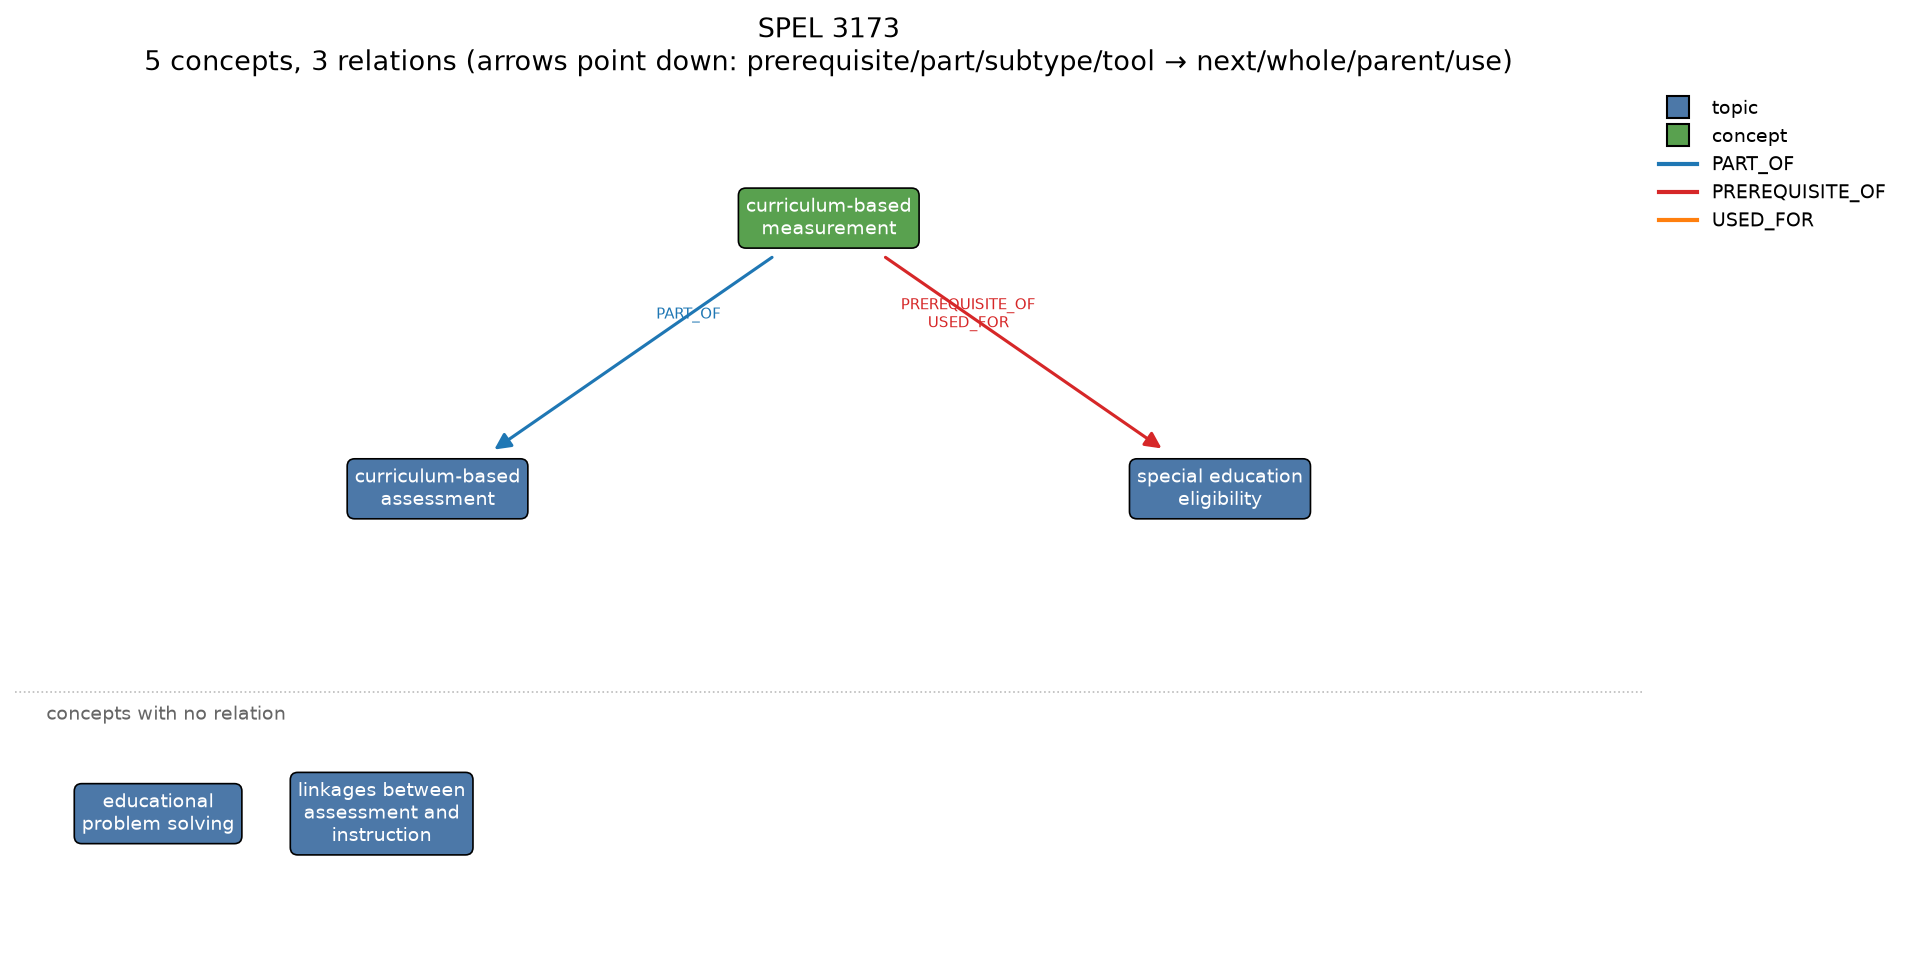 SPEL 3173
5 concepts, 3 relations (arrows point down: prerequisite/part/subtype/tool → next/whole/parent/use)
topic
concept
PART_OF
PREREQUISITE_OF
USED_FOR
curriculum-based
measurement
PART_OF
PREREQUISITE_OF
USED_FOR
curriculum-based
assessment
special education
eligibility
concepts with no relation
educational
problem solving
linkages between
assessment and
instruction